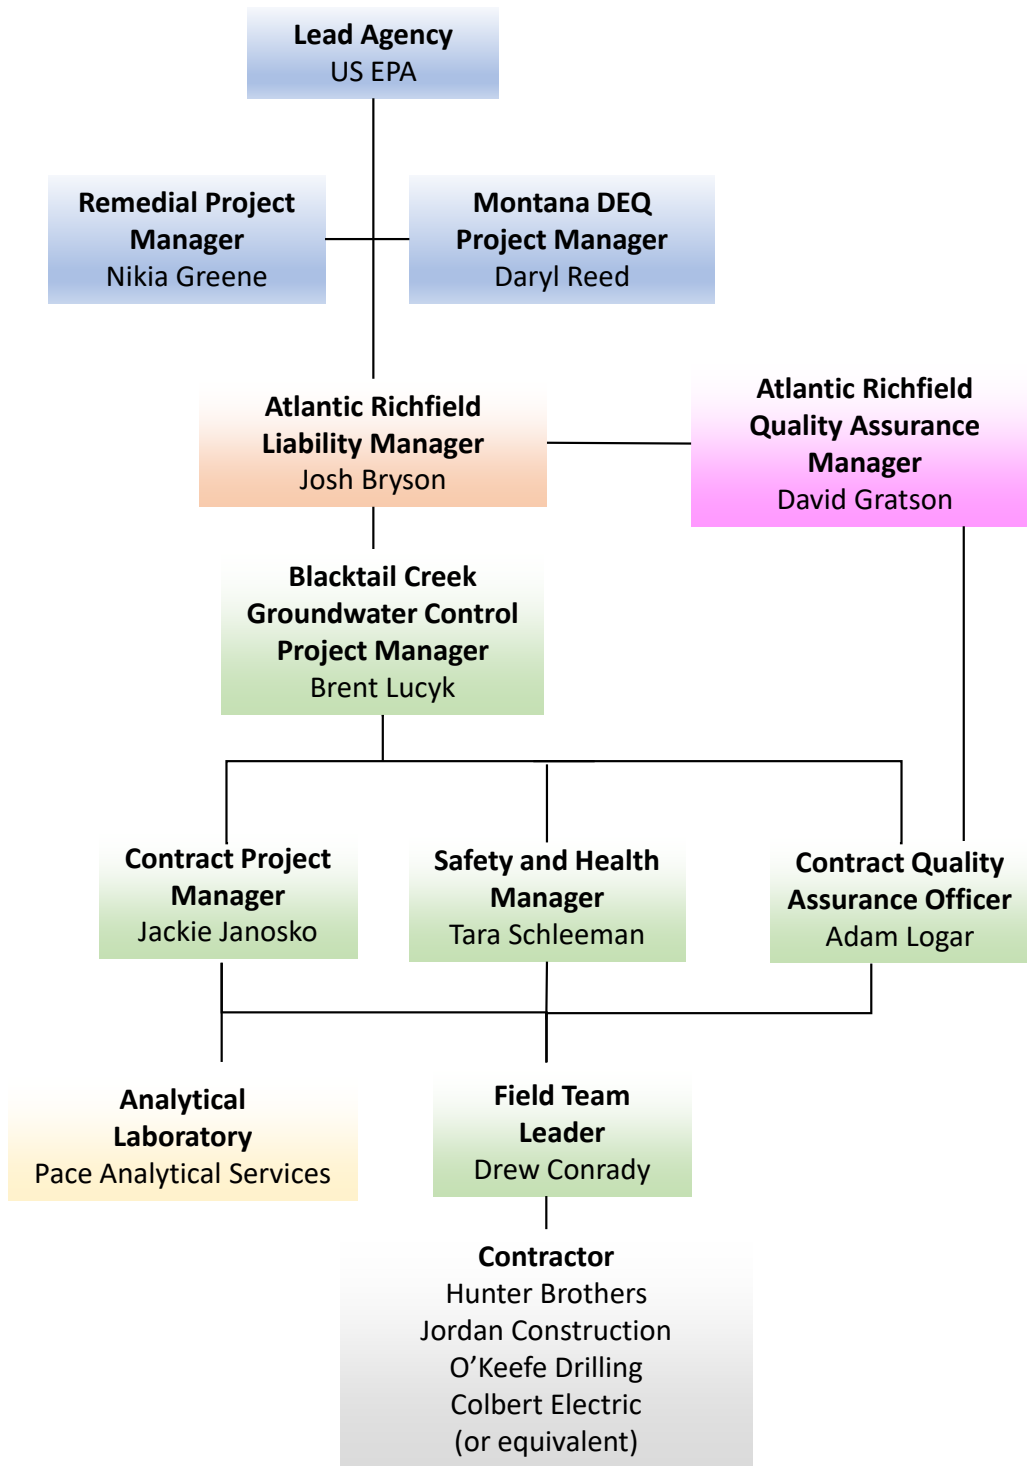 Lead Agency
US EPA
Remedial Project
Manager
Nikia Greene
Montana DEQ
Project Manager
Daryl Reed
Atlantic Richfield
Liability Manager
Josh Bryson
Atlantic Richfield
Quality Assurance
Manager
David Gratson
Blacktail Creek
Groundwater Control
Project Manager
Brent Lucyk
Contract Project
Manager
Jackie Janosko
Safety and Health
Manager
Tara Schleeman
Contract Quality
Assurance Officer
Adam Logar
Analytical
Laboratory
Pace Analytical Services
Field Team
Leader
Drew Conrady
Contractor
Hunter Brothers
Jordan Construction
O’Keefe Drilling
Colbert Electric
(or equivalent)